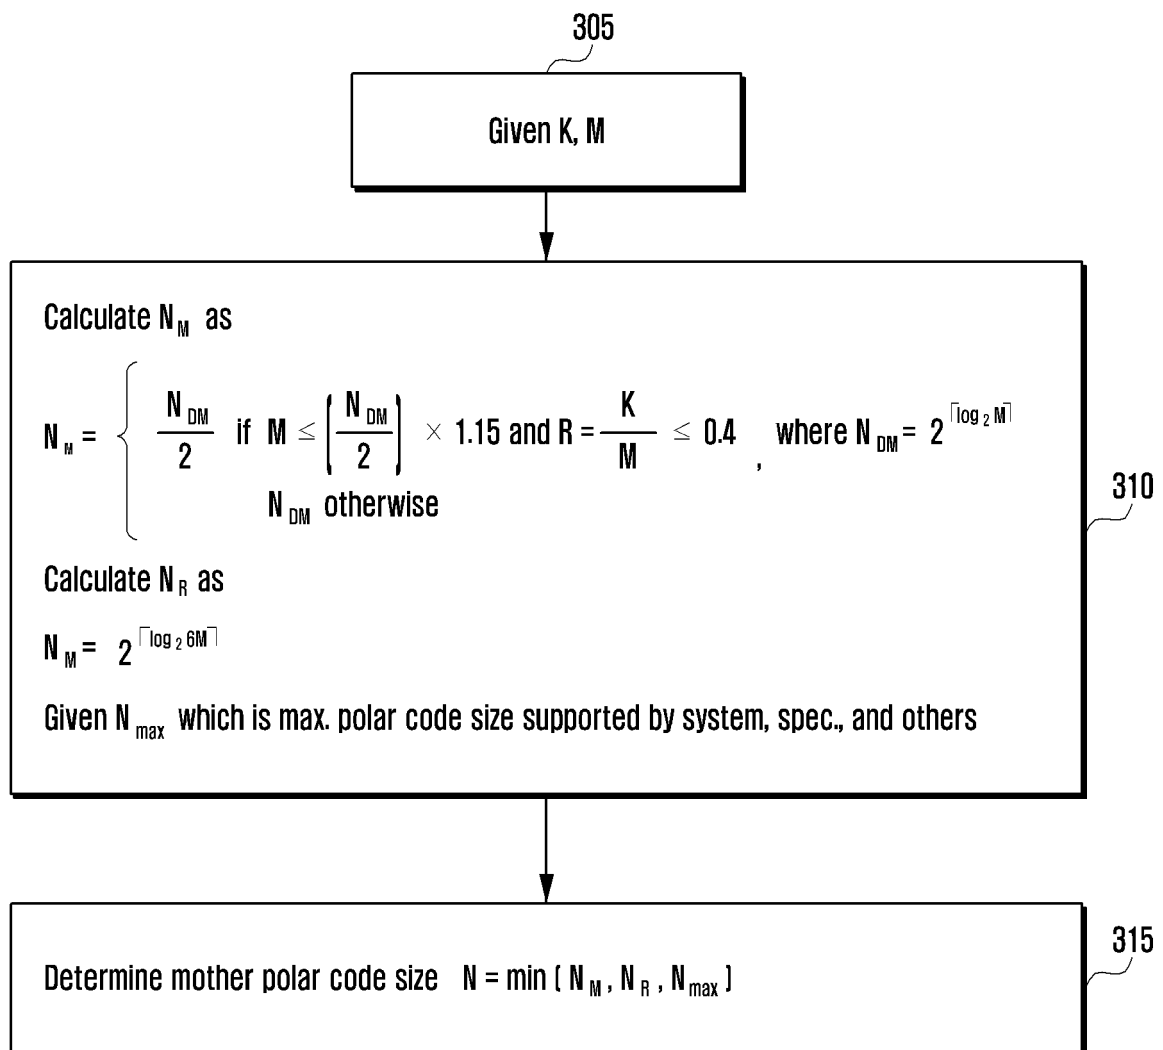 305
Given K, M
Calculate N_M as
N_M = { N_DM/2 if M ≤ [N_DM/2] × 1.15 and R = K/M ≤ 0.4 , where N_DM = 2^⌈log_2 M⌉
N_DM otherwise
310
Calculate N_R as
N_M = 2^⌈log_2 6M⌉
Given N_max which is max. polar code size supported by system, spec., and others
315
Determine mother polar code size N = min [ N_M , N_R , N_max ]